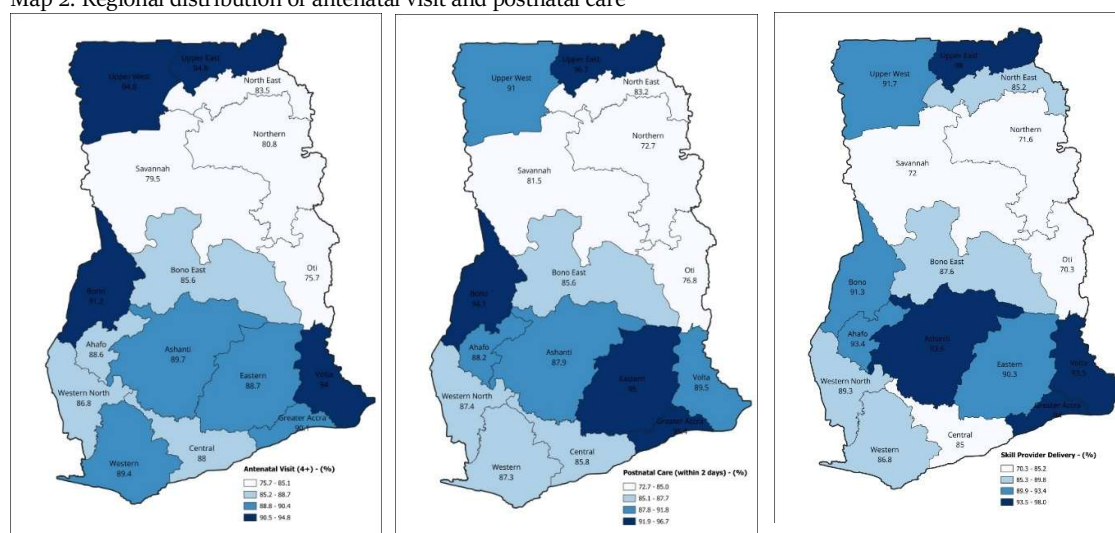 Map 2: Regional distribution of antenatal visit and postnatal care
Upper West
Upper East
North East
83.5
Northern
80.8
Savannah
79.5
Oti
75.7
Bono East
85.6
Bono
91.2
Ahafo
88.6
Ashanti
89.7
Eastern
88.7
Volta
94
Western North
86.8
Greater Accra
Central
88
Western
89.4
Antenatal Visit (4+) - (%)
75.7 - 85.1
85.2 - 88.7
88.8 - 90.4
90.5 - 94.8
Upper West
91
Upper East
North East
83.2
Northern
72.7
Savannah
81.5
Oti
76.8
Bono East
85.6
Bono
Ahafo
88.2
Ashanti
87.9
Eastern
Volta
89.5
Western North
87.4
Greater Accra
Central
85.8
Western
87.3
Postnatal Care (within 2 days) - (%)
72.7 - 85.0
85.1 - 87.7
87.8 - 91.8
91.9 - 96.7
Upper West
91.7
Upper East
98
North East
85.2
Northern
71.6
Savannah
72
Oti
70.3
Bono East
87.6
Bono
91.3
Ahafo
93.4
Ashanti
Eastern
90.3
Volta
Western North
89.3
Greater Accra
Central
85
Western
86.8
Skill Provider Delivery - (%)
70.3 - 85.2
85.3 - 89.8
89.9 - 93.4
93.5 - 98.0